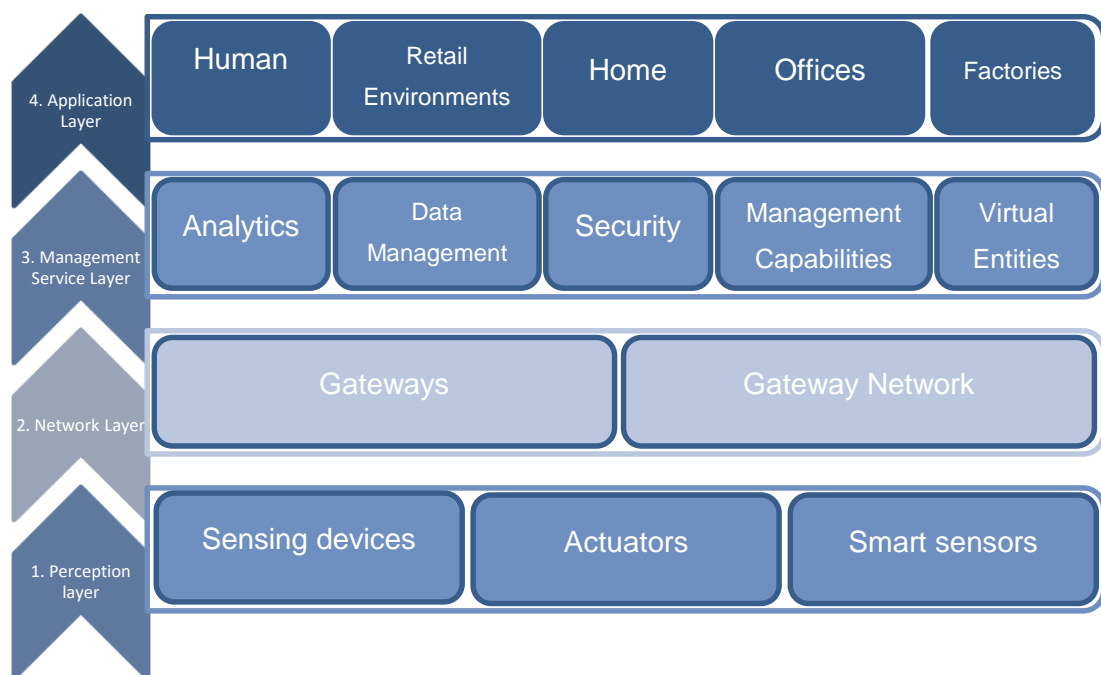 4. Application
Layer
Human
Retail
Environments
Home
Offices
Factories
3. Management
Service Layer
Analytics
Data
Management
Security
Management
Capabilities
Virtual
Entities
2. Network Layer
Gateways
Gateway Network
1. Perception
layer
Sensing devices
Actuators
Smart sensors